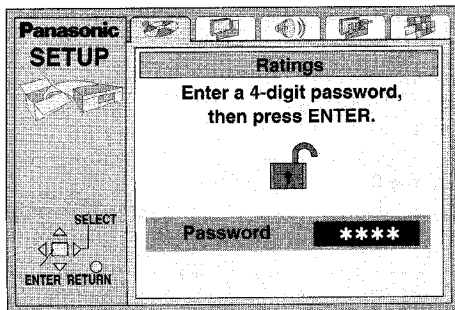 Panasonic
SETUP
Ratings
Enter a 4-digit password,
then press ENTER.
Password ****
SELECT
ENTER RETURN